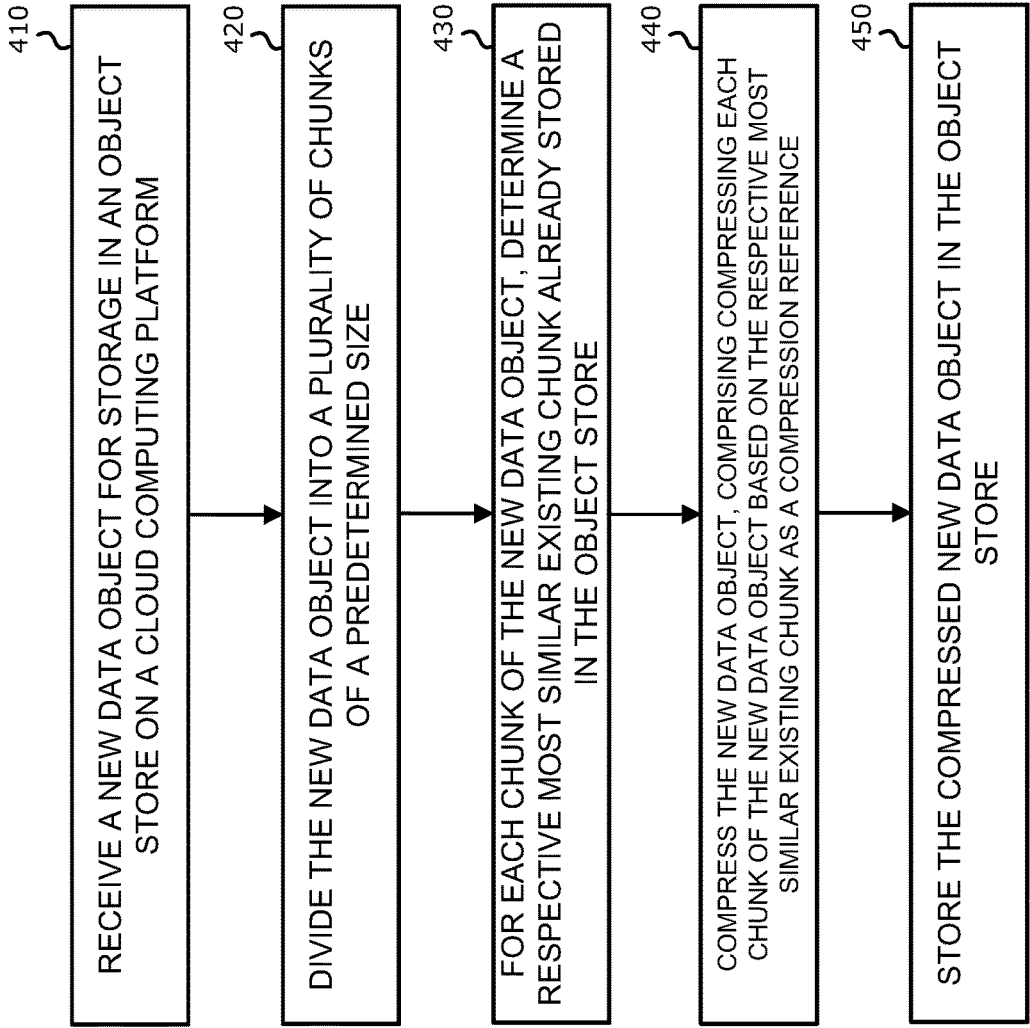 410
RECEIVE A NEW DATA OBJECT FOR STORAGE IN AN OBJECT
STORE ON A CLOUD COMPUTING PLATFORM
420
DIVIDE THE NEW DATA OBJECT INTO A PLURALITY OF CHUNKS
OF A PREDETERMINED SIZE
430
FOR EACH CHUNK OF THE NEW DATA OBJECT, DETERMINE A
RESPECTIVE MOST SIMILAR EXISTING CHUNK ALREADY STORED
IN THE OBJECT STORE
440
COMPRESS THE NEW DATA OBJECT, COMPRISING COMPRESSING EACH
CHUNK OF THE NEW DATA OBJECT BASED ON THE RESPECTIVE MOST
SIMILAR EXISTING CHUNK AS A COMPRESSION REFERENCE
450
STORE THE COMPRESSED NEW DATA OBJECT IN THE OBJECT
STORE